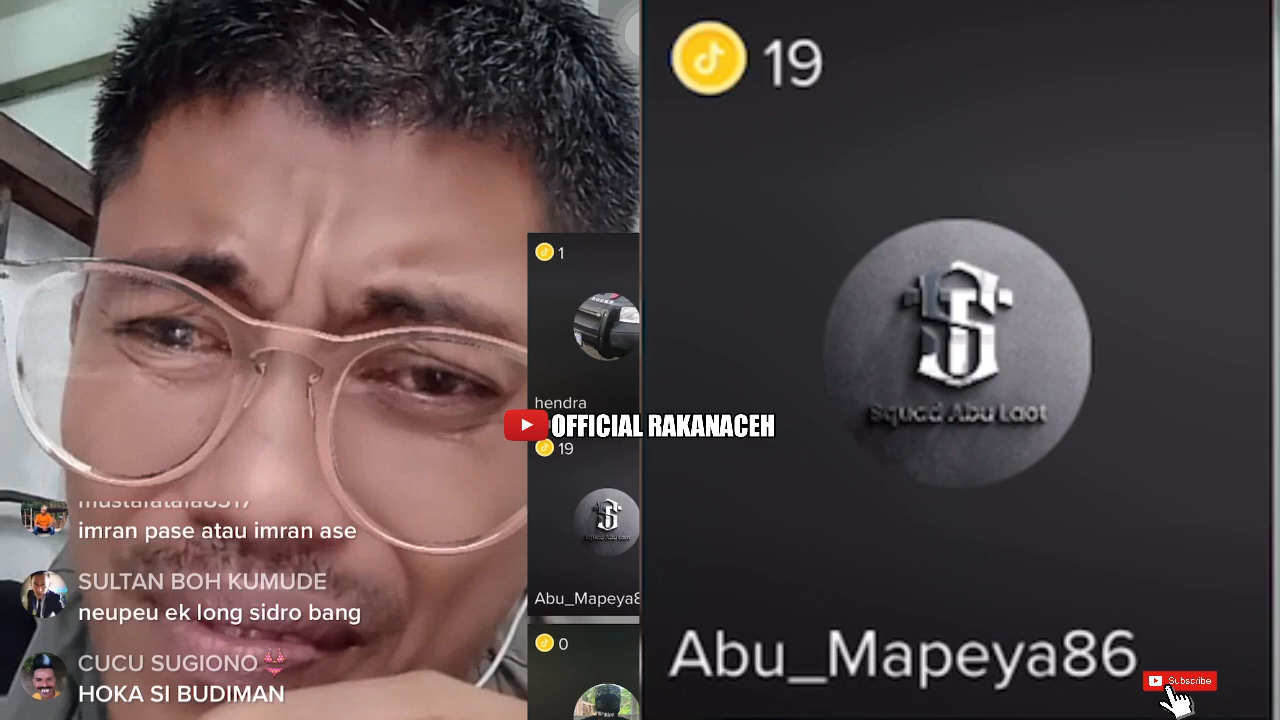 19
1
hendra
OFFICIAL RAKANACEH
19
Squad Abu Laot
imran pase atau imran ase
SULTAN BOH KUMUDE
neupeu ek long sidro bang
Abu_Mapeya8
CUCU SUGIONO
HOKA SI BUDIMAN
0
Abu_Mapeya86
Subscribe